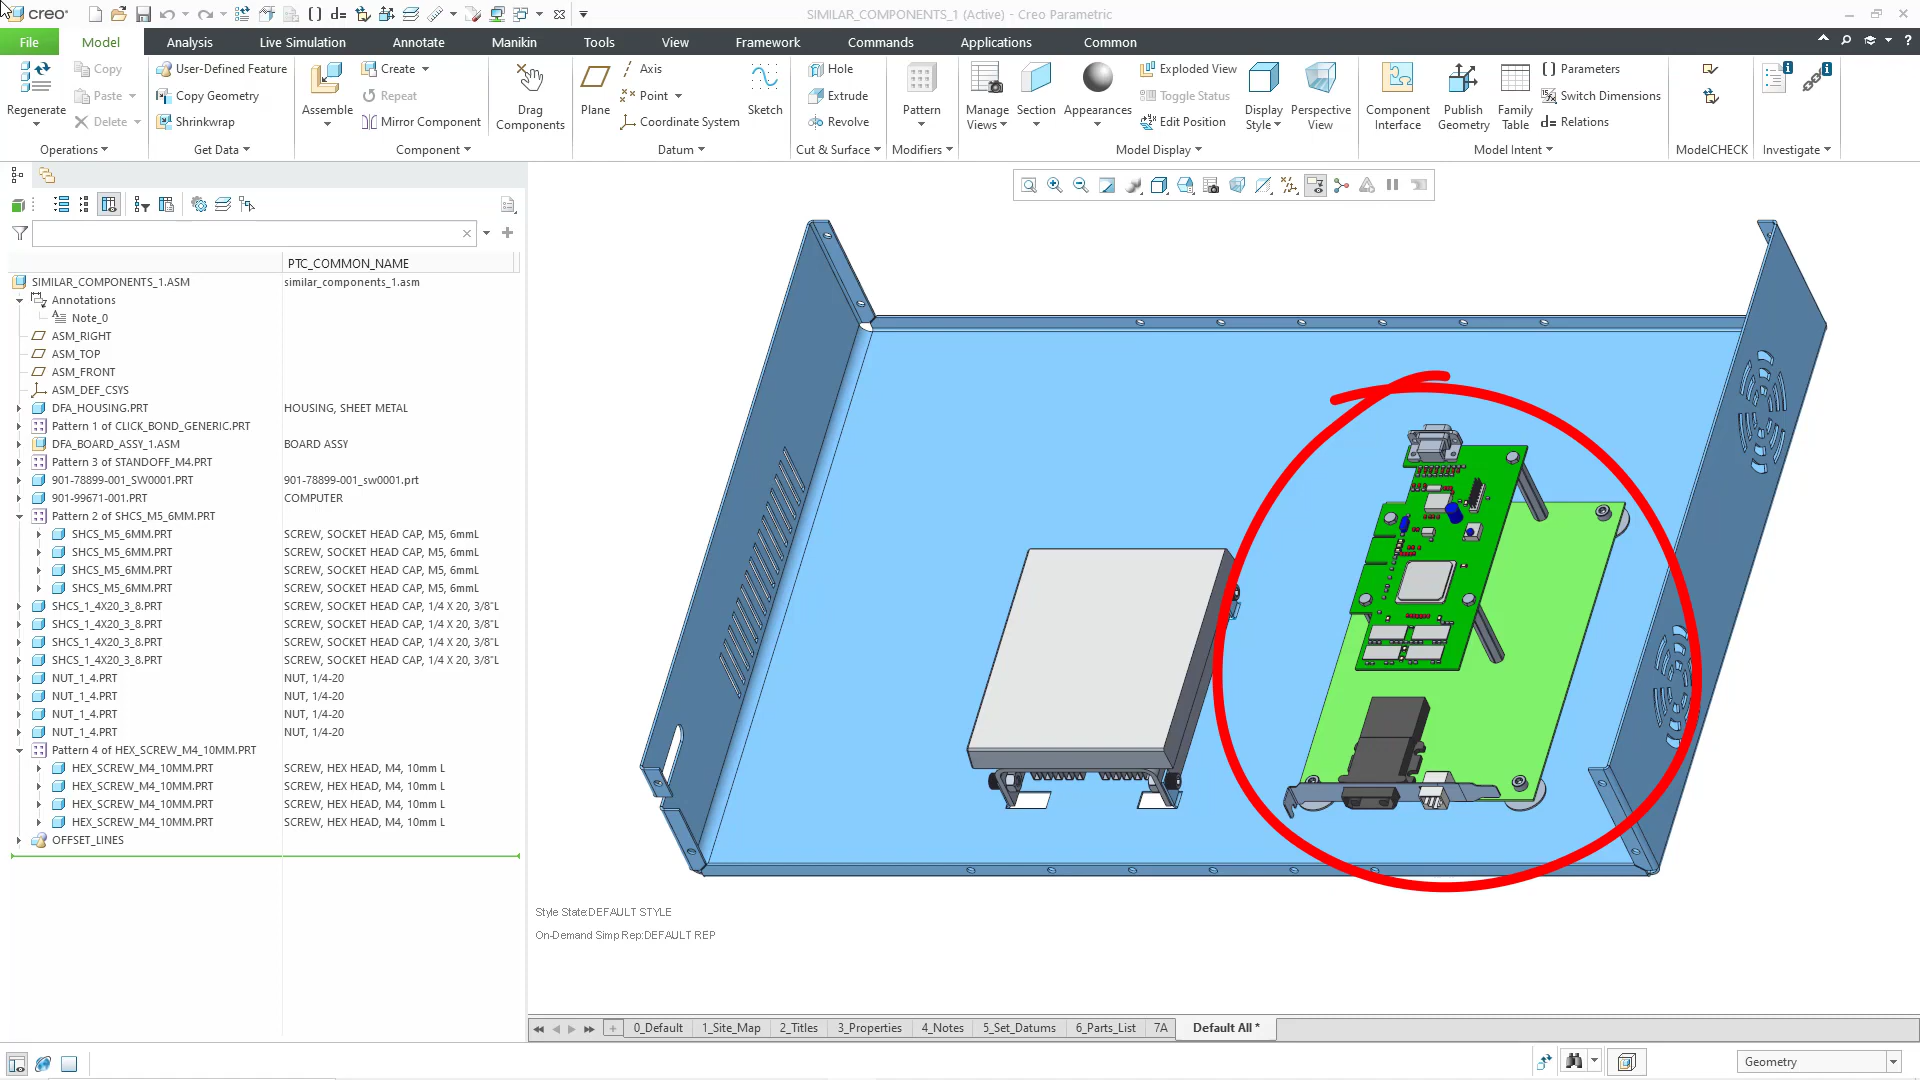 creo
SIMILAR_COMPONENTS_1 (Active) - Creo Parametric
File Model Analysis Live Simulation Annotate Manikin Tools View Framework Commands Applications Common
Regenerate
Copy
Paste
Delete
Operations
User-Defined Feature
Copy Geometry
Shrinkwrap
Get Data
Assemble
Create
Repeat
Mirror Component
Drag Components
Component
Plane
Axis
Point
Coordinate System
Sketch
Datum
Hole
Extrude
Revolve
Cut & Surface
Pattern
Modifiers
Manage Views
Section
Appearances
Exploded View
Toggle Status
Edit Position
Display Style
Perspective View
Model Display
Component Interface
Publish Geometry
Family Table
Parameters
Switch Dimensions
d= Relations
Model Intent
ModelCHECK
Investigate
PTC_COMMON_NAME
SIMILAR_COMPONENTS_1.ASM similar_components_1.asm
Annotations
Note_0
ASM_RIGHT
ASM_TOP
ASM_FRONT
ASM_DEF_CSYS
DFA_HOUSING.PRT HOUSING, SHEET METAL
Pattern 1 of CLICK_BOND_GENERIC.PRT
DFA_BOARD_ASSY_1.ASM BOARD ASSY
Pattern 3 of STANDOFF_M4.PRT
901-78899-001_SW0001.PRT 901-78899-001_sw0001.prt
901-99671-001.PRT COMPUTER
Pattern 2 of SHCS_M5_6MM.PRT
SHCS_M5_6MM.PRT SCREW, SOCKET HEAD CAP, M5, 6mmL
SHCS_M5_6MM.PRT SCREW, SOCKET HEAD CAP, M5, 6mmL
SHCS_M5_6MM.PRT SCREW, SOCKET HEAD CAP, M5, 6mmL
SHCS_M5_6MM.PRT SCREW, SOCKET HEAD CAP, M5, 6mmL
SHCS_1_4X20_3_8.PRT SCREW, SOCKET HEAD CAP, 1/4 X 20, 3/8"L
SHCS_1_4X20_3_8.PRT SCREW, SOCKET HEAD CAP, 1/4 X 20, 3/8"L
SHCS_1_4X20_3_8.PRT SCREW, SOCKET HEAD CAP, 1/4 X 20, 3/8"L
SHCS_1_4X20_3_8.PRT SCREW, SOCKET HEAD CAP, 1/4 X 20, 3/8"L
NUT_1_4.PRT NUT, 1/4-20
NUT_1_4.PRT NUT, 1/4-20
NUT_1_4.PRT NUT, 1/4-20
NUT_1_4.PRT NUT, 1/4-20
Pattern 4 of HEX_SCREW_M4_10MM.PRT
HEX_SCREW_M4_10MM.PRT SCREW, HEX HEAD, M4, 10mm L
HEX_SCREW_M4_10MM.PRT SCREW, HEX HEAD, M4, 10mm L
HEX_SCREW_M4_10MM.PRT SCREW, HEX HEAD, M4, 10mm L
HEX_SCREW_M4_10MM.PRT SCREW, HEX HEAD, M4, 10mm L
OFFSET_LINES
Style State:DEFAULT STYLE
On-Demand Simp Rep:DEFAULT REP
0_Default 1_Site_Map 2_Titles 3_Properties 4_Notes 5_Set_Datums 6_Parts_List 7A Default All *
Geometry